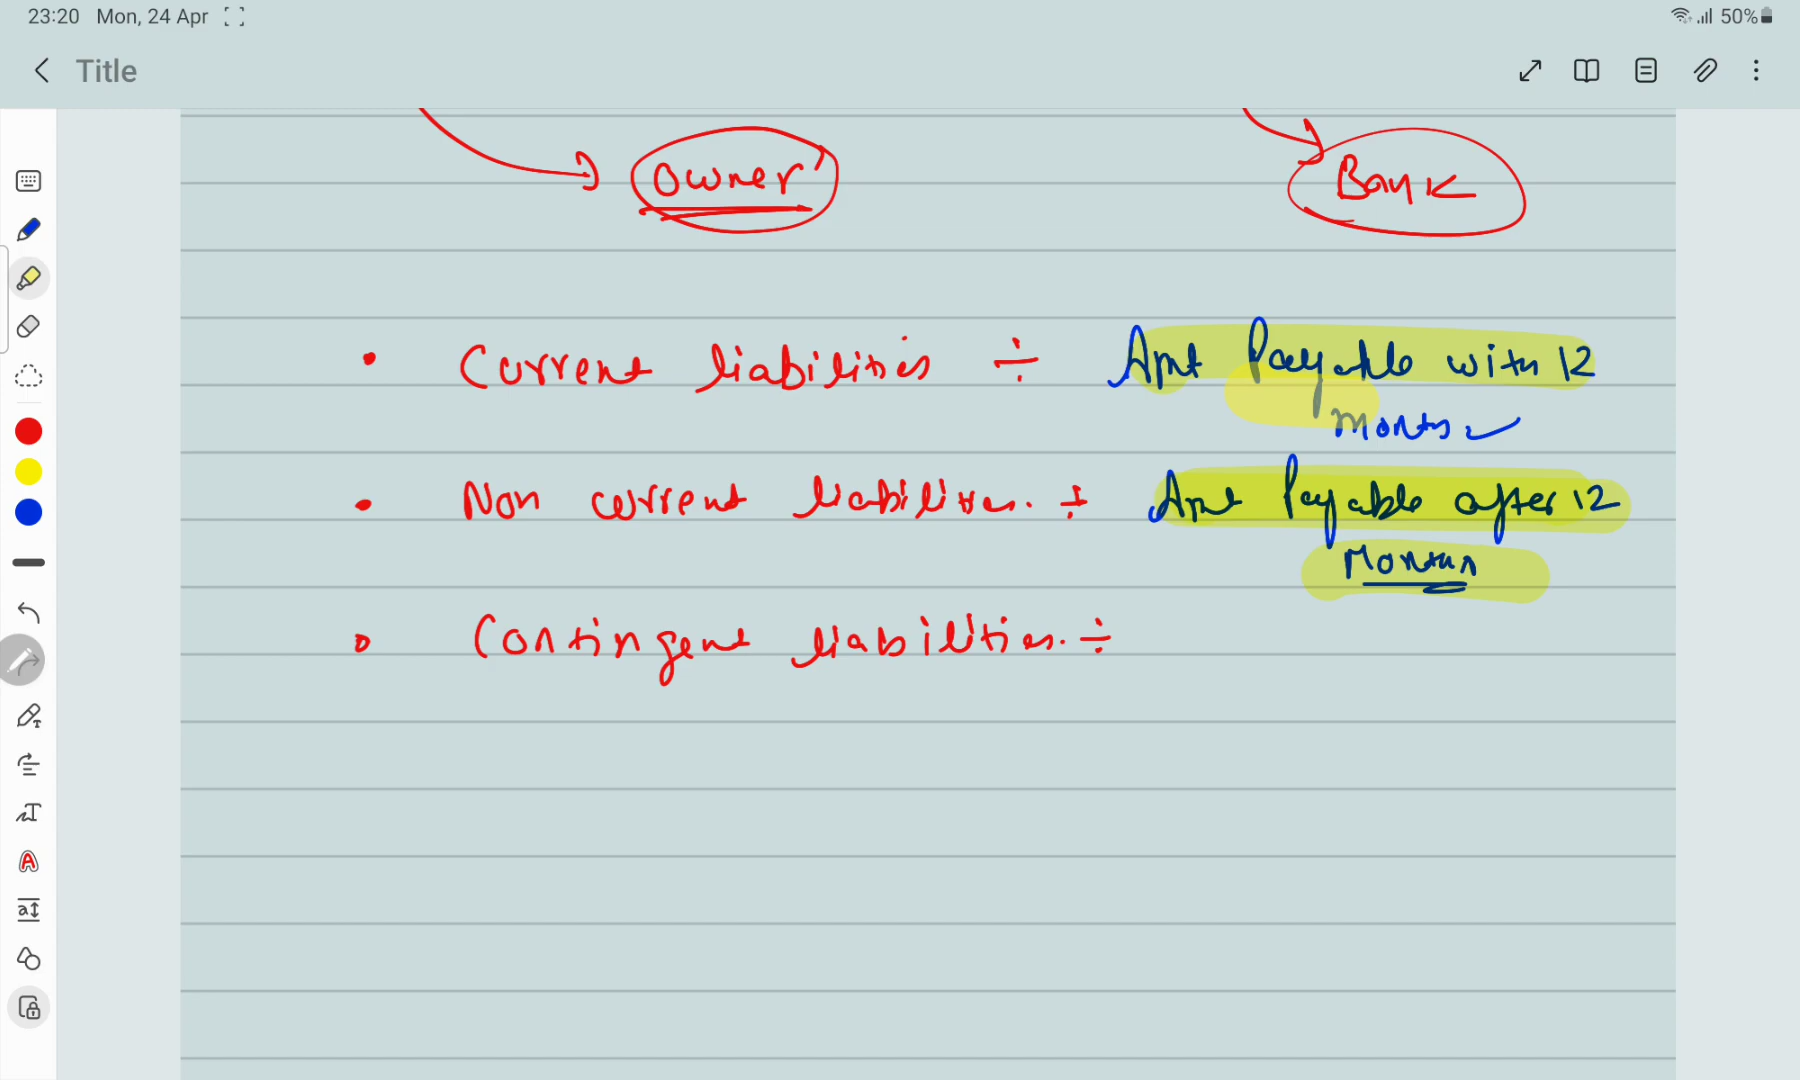 23:20 Mon, 24 Apr 50%
Title
Owner Bank
• Current liabilities ÷ Amt Payable with 12
Months
• Non current liabilities. ÷ Amt Payable after 12
Months
• Contingent liabilities. ÷